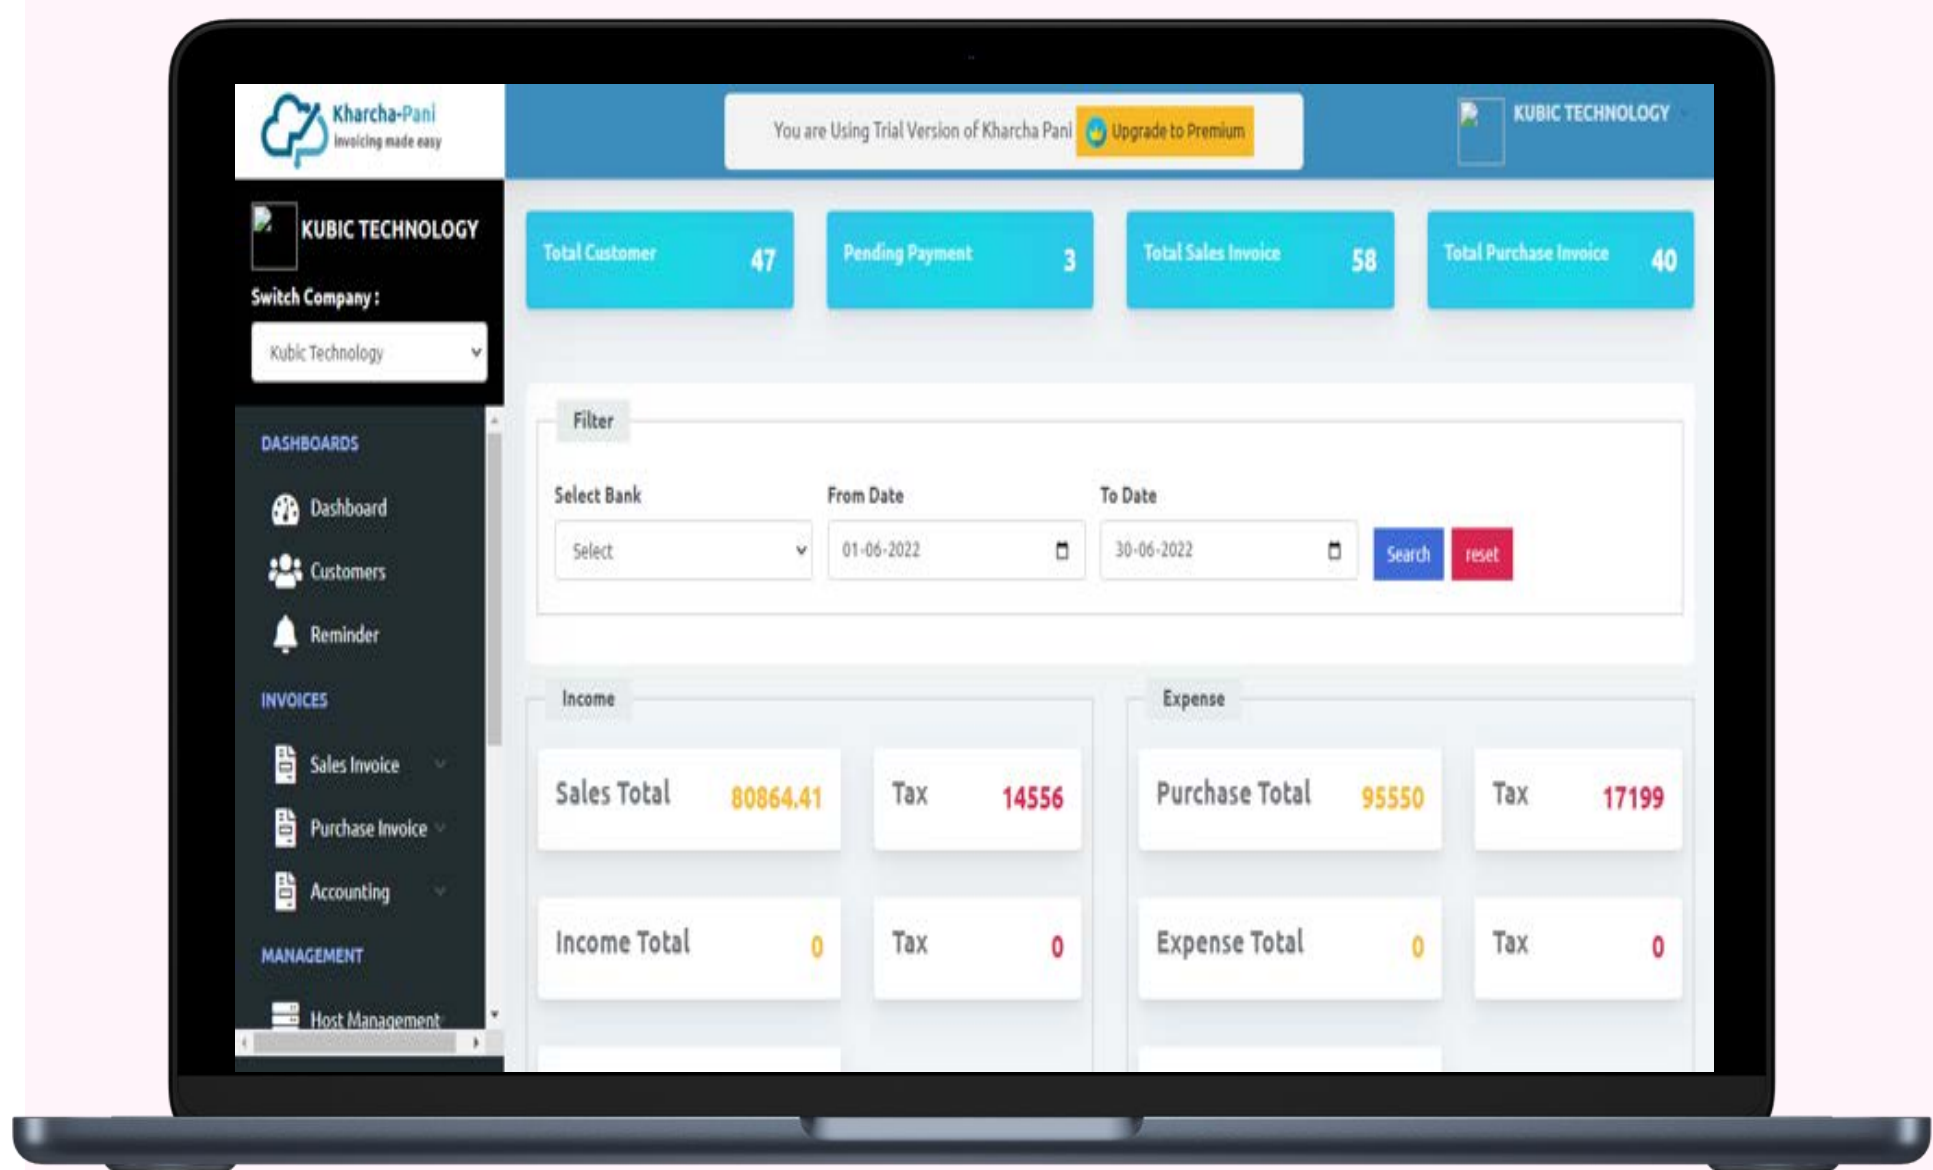 Kharcha-Pani
Invoicing made easy
You are Using Trial Version of Kharcha Pani Upgrade to Premium
KUBIC TECHNOLOGY
KUBIC TECHNOLOGY
Switch Company :
Kubic Technology
Total Customer 47
Pending Payment 3
Total Sales Invoice 58
Total Purchase Invoice 40
DASHBOARDS
Dashboard
Customers
Reminder
INVOICES
Sales Invoice
Purchase Invoice
Accounting
MANAGEMENT
Host Management
Filter
Select Bank From Date To Date
Select 01-06-2022 30-06-2022 Search reset
Income
Sales Total 80864.41 Tax 14556
Income Total 0 Tax 0
Expense
Purchase Total 95550 Tax 17199
Expense Total 0 Tax 0